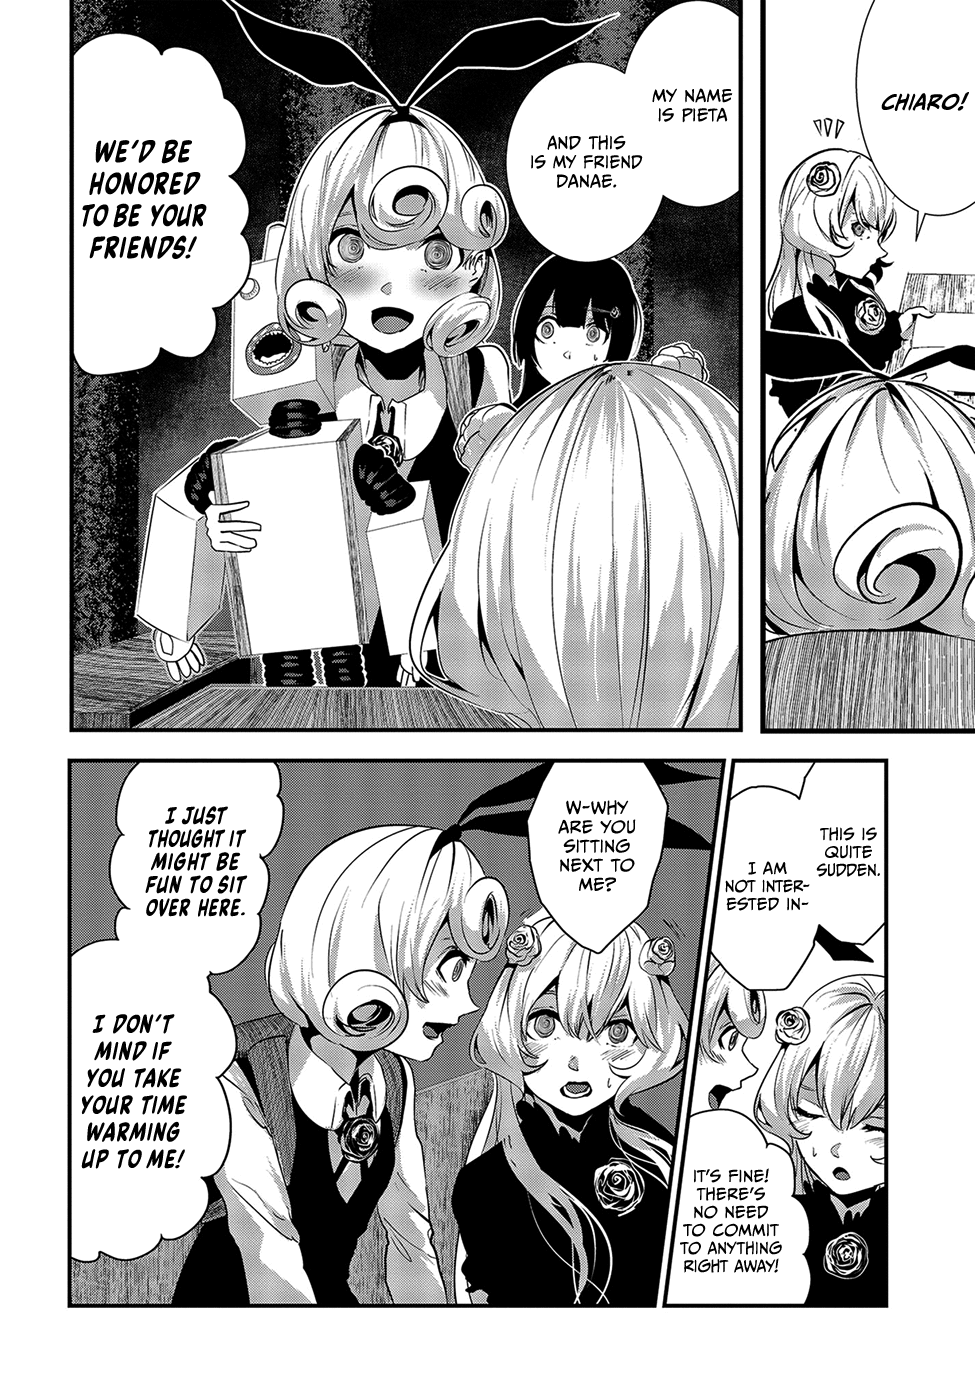 CHIARO!
MY NAME
IS PIETA
AND THIS
IS MY FRIEND
DANAE.
WE'D BE
HONORED
TO BE YOUR
FRIENDS!
THIS IS
QUITE
SUDDEN.
I AM
NOT INTER-
ESTED IN-
IT'S FINE!
THERE'S
NO NEED
TO COMMIT
TO ANYTHING
RIGHT AWAY!
W-WHY
ARE YOU
SITTING
NEXT TO
ME?
I JUST
THOUGHT IT
MIGHT BE
FUN TO SIT
OVER HERE.
I DON'T
MIND IF
YOU TAKE
YOUR TIME
WARMING
UP TO ME!